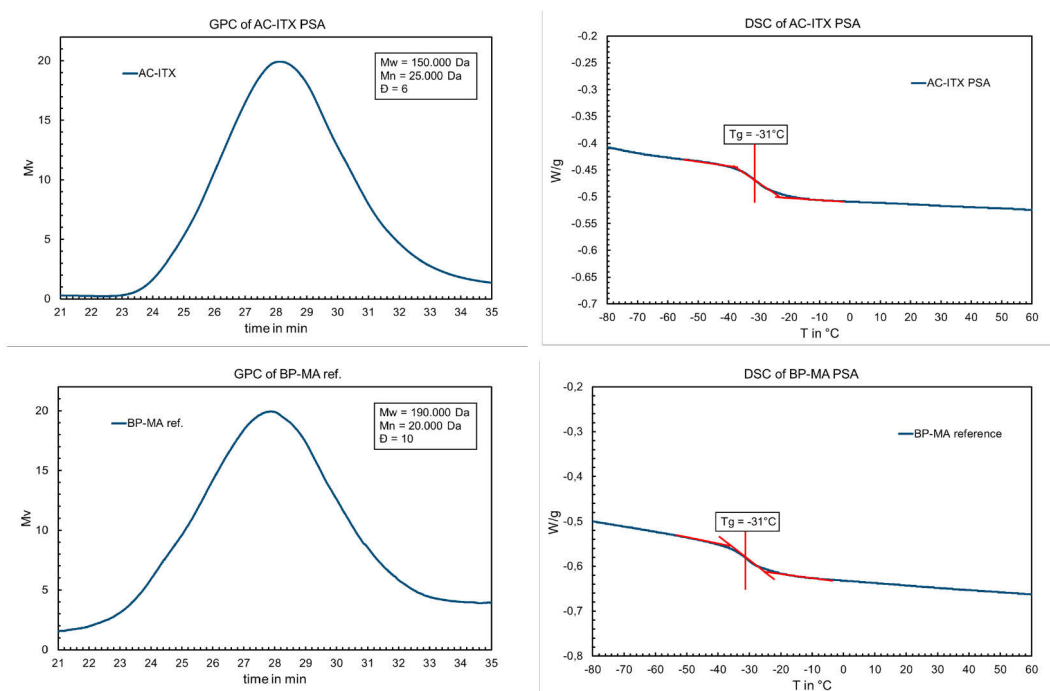 GPC of AC-ITX PSA
AC-ITX
Mw = 150.000 Da
Mn = 25.000 Da
Đ = 6
Mv
20
15
10
5
0
21 22 23 24 25 26 27 28 29 30 31 32 33 34 35
time in min
DSC of AC-ITX PSA
AC-ITX PSA
Tg = -31°C
W/g
-0.2
-0.25
-0.3
-0.35
-0.4
-0.45
-0.5
-0.55
-0.6
-0.65
-0.7
-80 -70 -60 -50 -40 -30 -20 -10 0 10 20 30 40 50 60
T in °C
GPC of BP-MA ref.
BP-MA ref.
Mw = 190.000 Da
Mn = 20.000 Da
Đ = 10
Mv
20
15
10
5
0
21 22 23 24 25 26 27 28 29 30 31 32 33 34 35
time in min
DSC of BP-MA PSA
BP-MA reference
Tg = -31°C
W/g
-0,2
-0,3
-0,4
-0,5
-0,6
-0,7
-0,8
-80 -70 -60 -50 -40 -30 -20 -10 0 10 20 30 40 50 60
T in °C